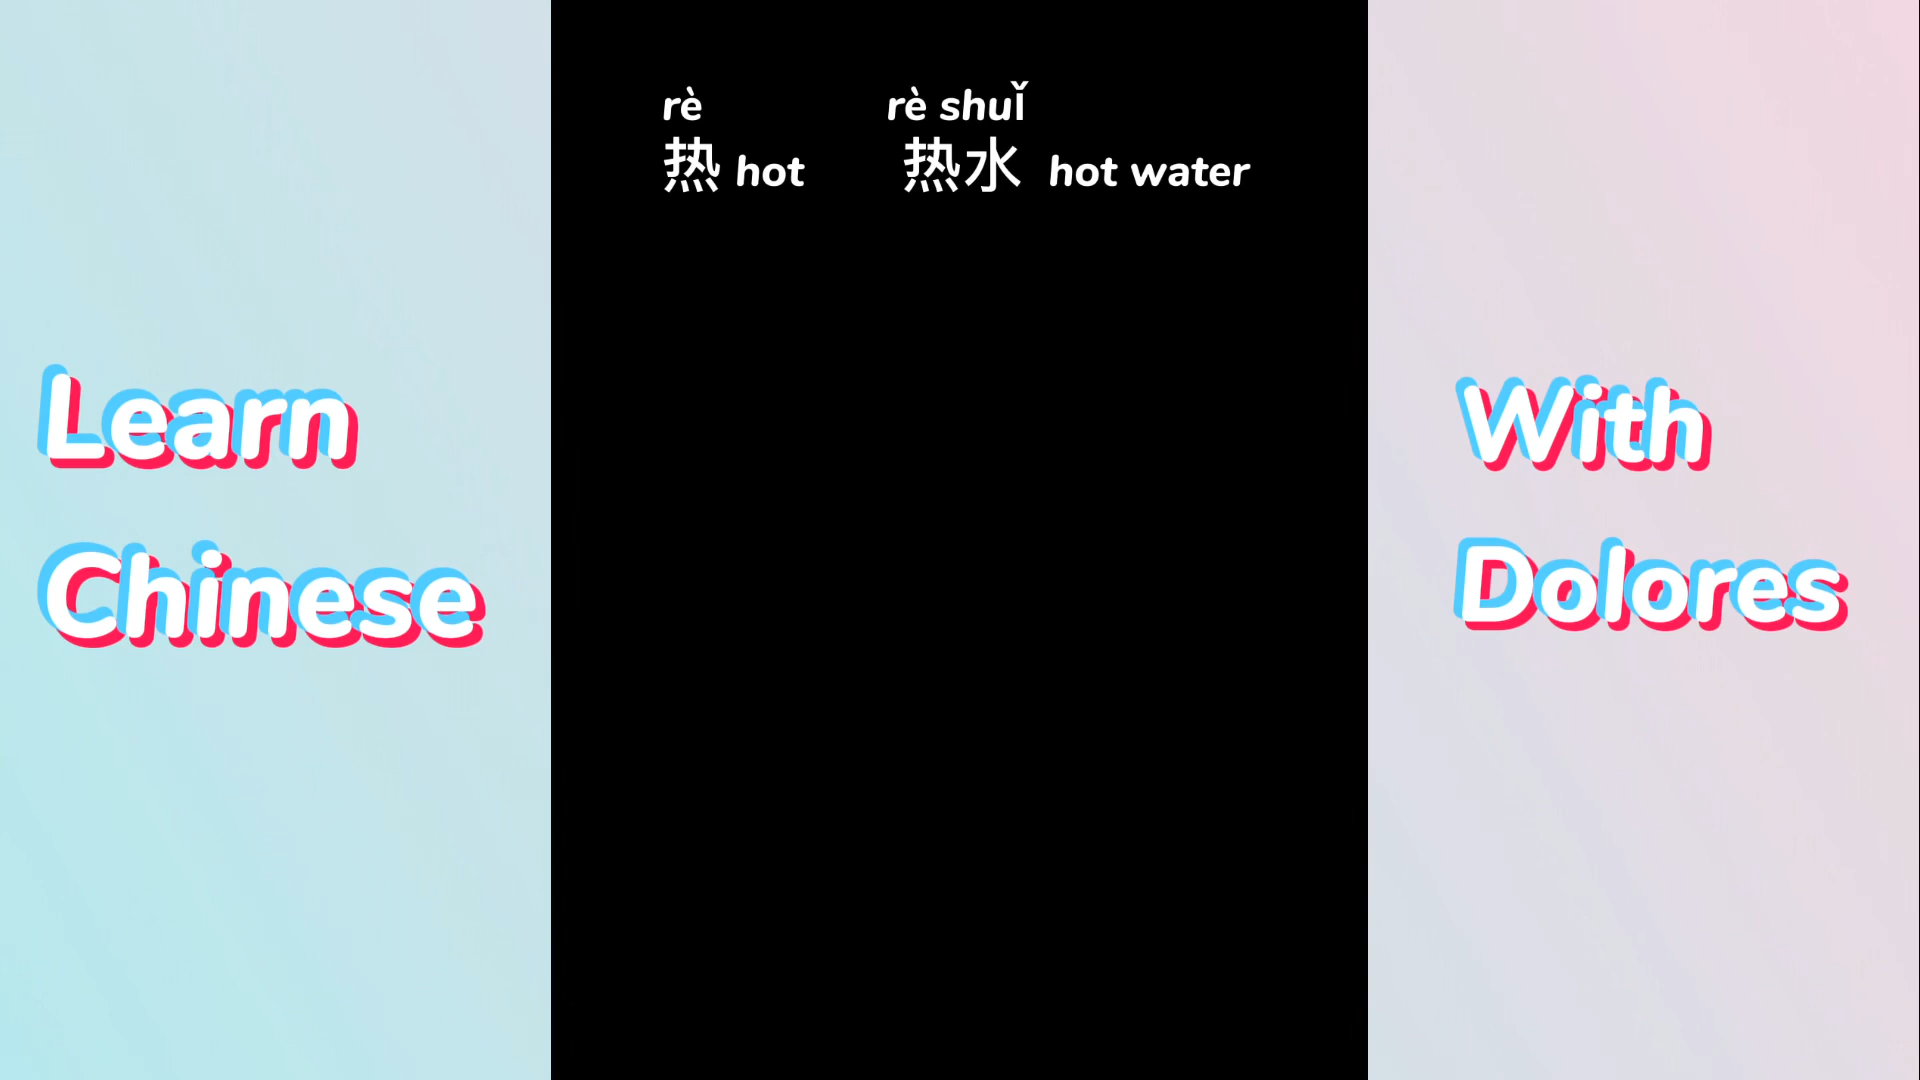 rè rè shuǐ
热 hot 热水 hot water
Learn
Chinese
With
Dolores